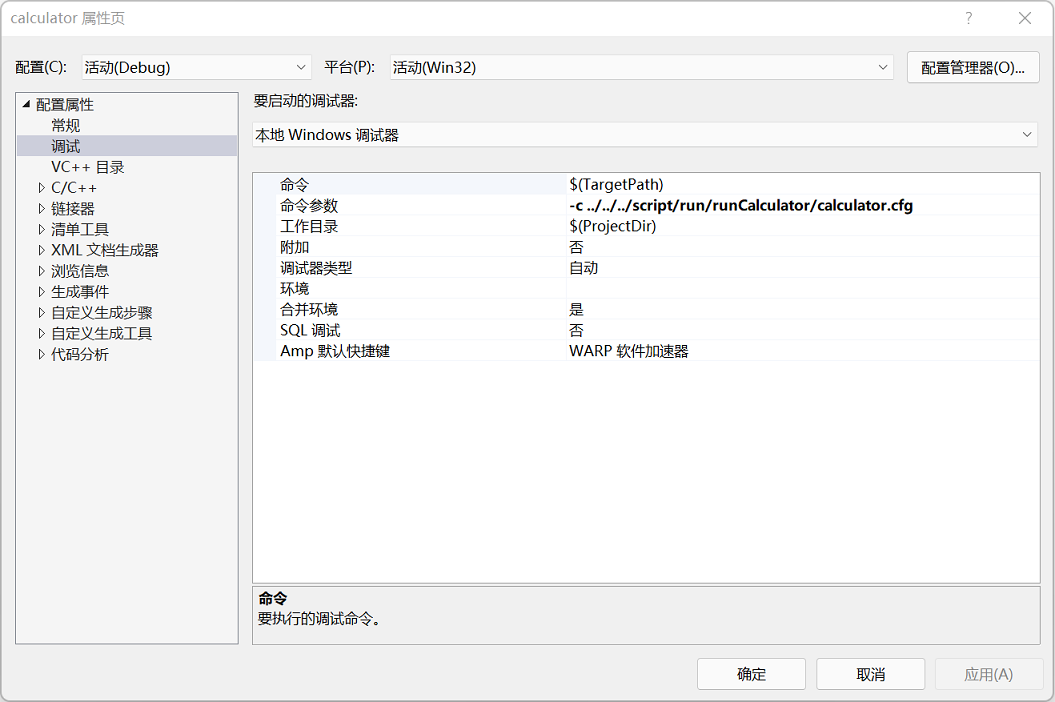 calculator 属性页
配置(C): 活动(Debug) 平台(P): 活动(Win32) 配置管理器(O)...
配置属性
常规
调试
VC++ 目录
C/C++
链接器
清单工具
XML 文档生成器
浏览信息
生成事件
自定义生成步骤
自定义生成工具
代码分析
要启动的调试器:
本地 Windows 调试器
命令 $(TargetPath)
命令参数 -c ../../../script/run/runCalculator/calculator.cfg
工作目录 $(ProjectDir)
附加 否
调试器类型 自动
环境
合并环境 是
SQL 调试 否
Amp 默认快捷键 WARP 软件加速器
命令
要执行的调试命令。
确定 取消 应用(A)